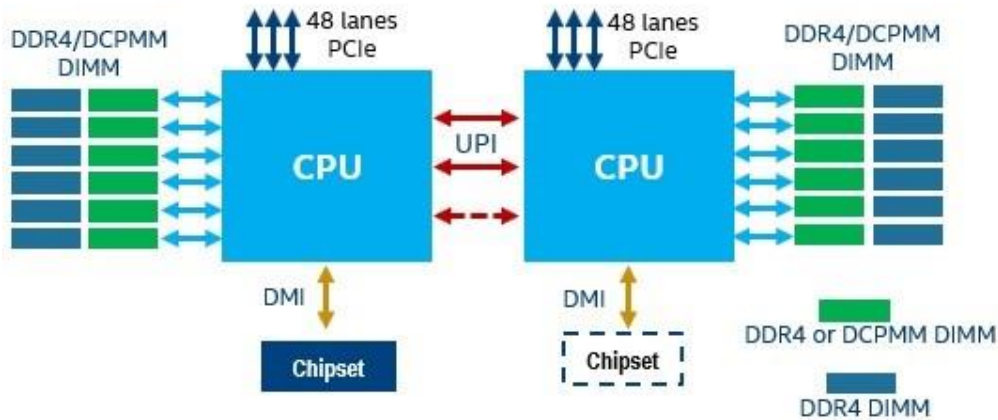 48 lanes
PCIe
48 lanes
PCIe
DDR4/DCPMM
DIMM
DDR4/DCPMM
DIMM
CPU
UPI
CPU
DMI
DMI
Chipset
Chipset
DDR4 or DCPMM DIMM
DDR4 DIMM